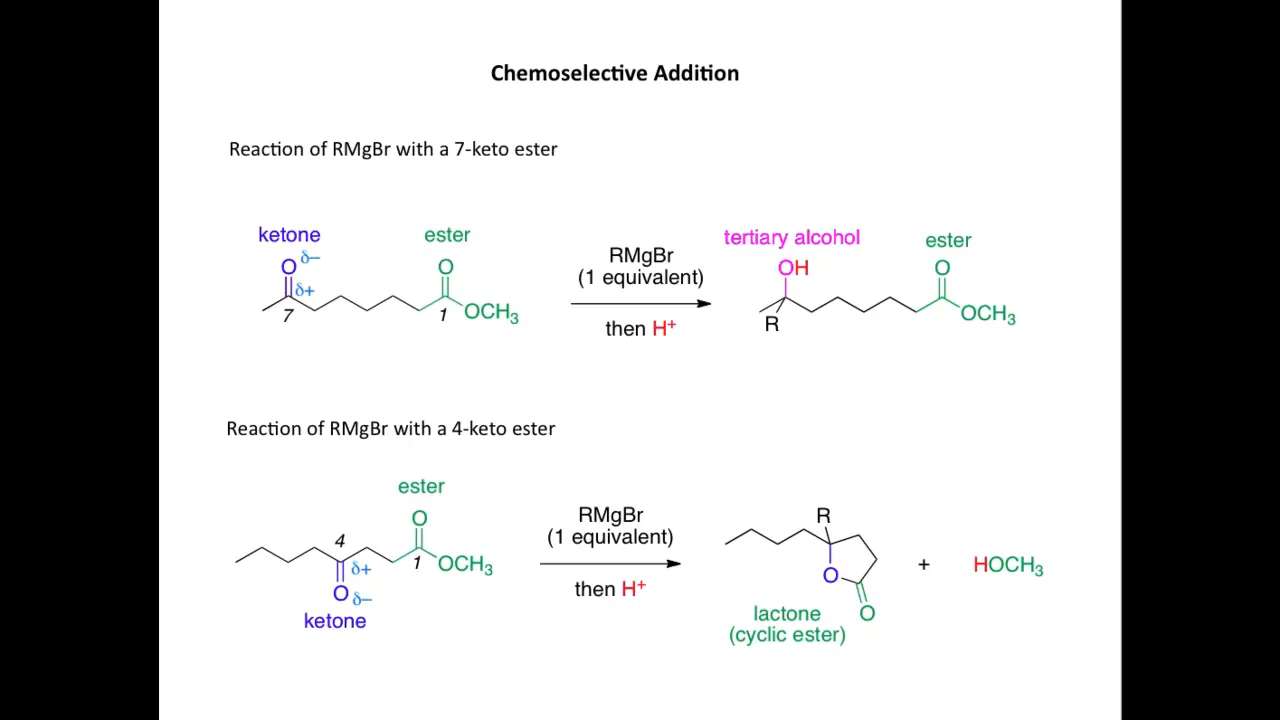 Chemoselective Addition
Reaction of RMgBr with a 7-keto ester
ketone
ester
O δ–
δ+
7
O
1
OCH3
RMgBr
(1 equivalent)
then H+
tertiary alcohol
OH
R
ester
O
OCH3
Reaction of RMgBr with a 4-keto ester
ester
O
4
1
OCH3
δ+
O δ–
ketone
RMgBr
(1 equivalent)
then H+
R
O
O
lactone
(cyclic ester)
+
HOCH3